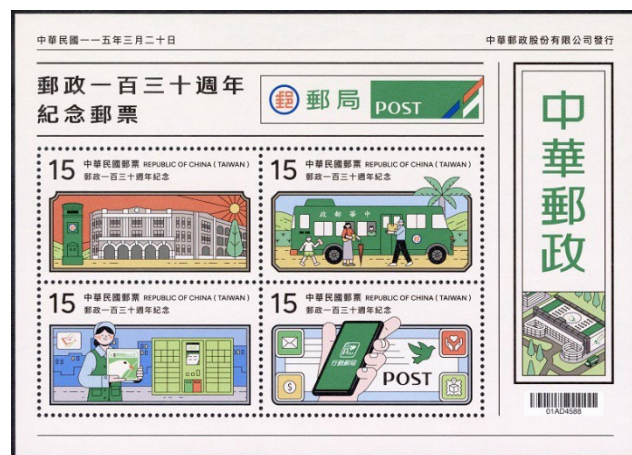 中華民國一一五年三月二十日
中華郵政股份有限公司發行
郵政一百三十週年
紀念郵票
郵 郵局 POST
中華郵政
15 中華民國郵票 REPUBLIC OF CHINA (TAIWAN)
郵政一百三十週年紀念
15 中華民國郵票 REPUBLIC OF CHINA (TAIWAN)
郵政一百三十週年紀念
政郵華中
15 中華民國郵票 REPUBLIC OF CHINA (TAIWAN)
郵政一百三十週年紀念
15 中華民國郵票 REPUBLIC OF CHINA (TAIWAN)
郵政一百三十週年紀念
行動郵局
POST
$
01AD4586